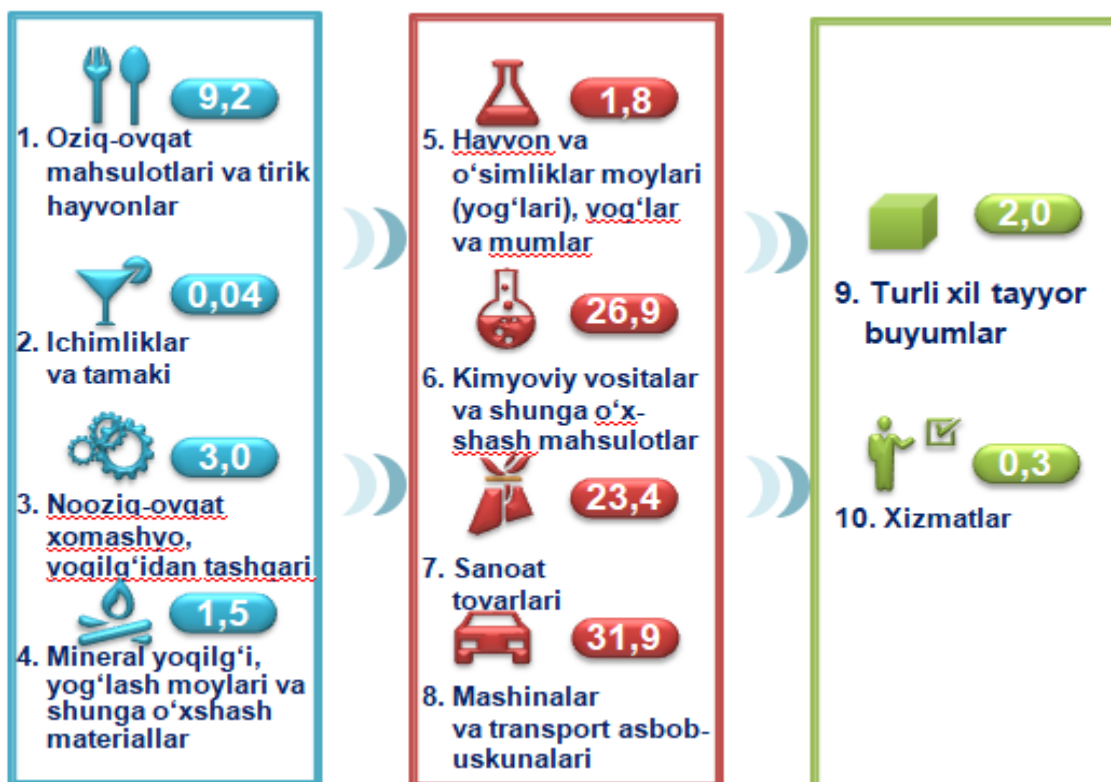 9,2
1. Oziq-ovqat
mahsulotlari va tirik
hayvonlar
0,04
2. Ichimliklar
va tamaki
3,0
3. Nooziq-ovqat
xomashyo,
yoqilg‘idan tashqari
1,5
4. Mineral yoqilg‘i,
yog‘lash moylari va
shunga o‘xshash
materiallar
1,8
5. Hayvon va
o‘simliklar moylari
(yog‘lari), yog‘lar
va mumlar
26,9
6. Kimyoviy vositalar
va shunga o‘x-
shash mahsulotlar
23,4
7. Sanoat
tovarlari
31,9
8. Mashinalar
va transport asbob-
uskunalari
2,0
9. Turli xil tayyor
buyumlar
0,3
10. Xizmatlar